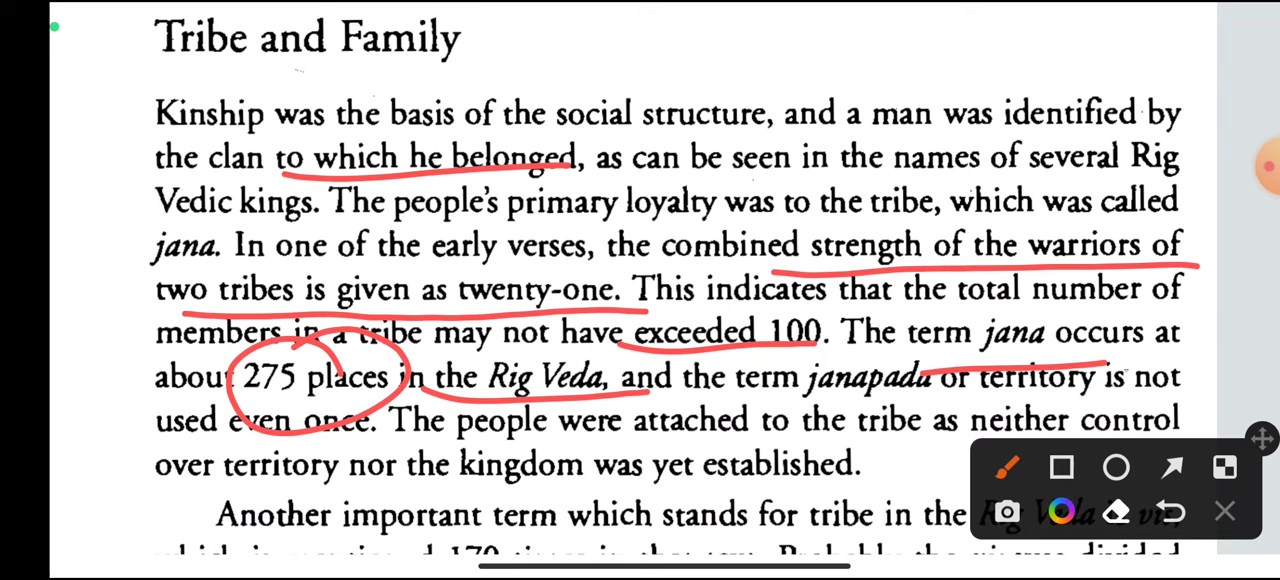 Tribe and Family
Kinship was the basis of the social structure, and a man was identified by
the clan to which he belonged, as can be seen in the names of several Rig
Vedic kings. The people's primary loyalty was to the tribe, which was called
jana. In one of the early verses, the combined strength of the warriors of
two tribes is given as twenty-one. This indicates that the total number of
members in a tribe may not have exceeded 100. The term jana occurs at
about 275 places in the Rig Veda, and the term janapada or territory is not
used even once. The people were attached to the tribe as neither control
over territory nor the kingdom was yet established.
Another important term which stands for tribe in the Rig Veda is vis,